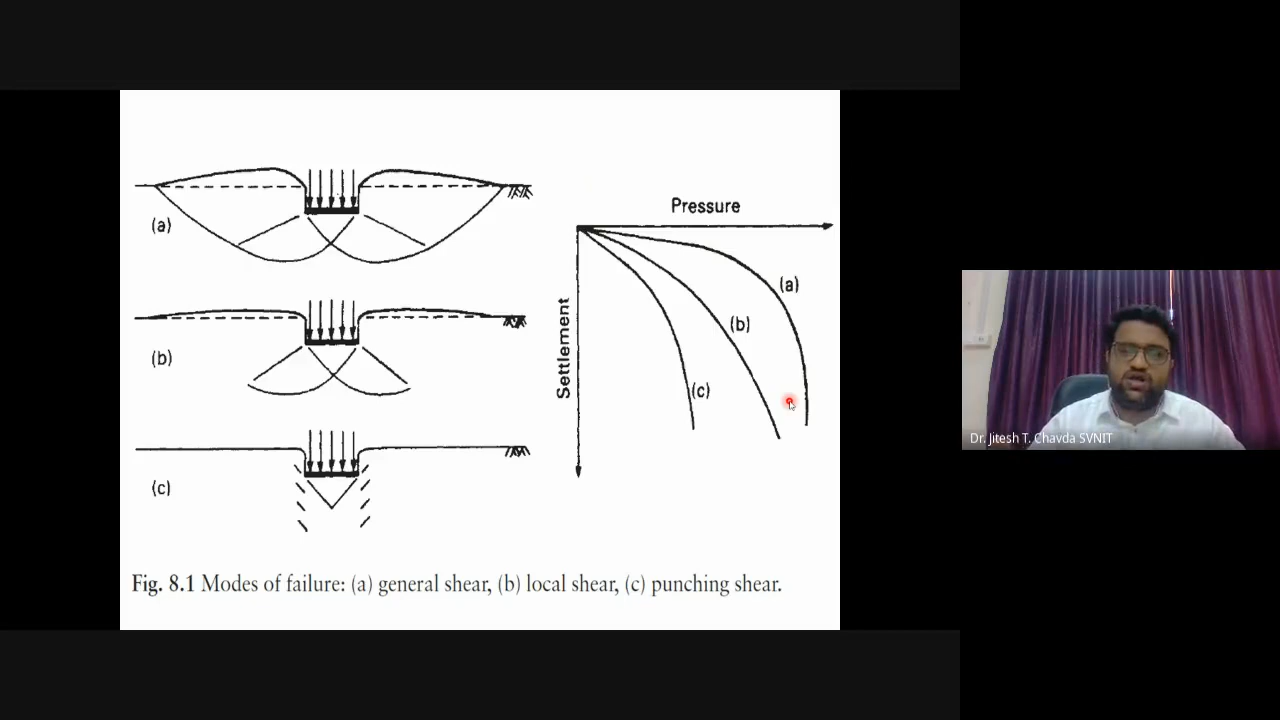 (a)
(b)
(c)
Pressure
Settlement
(a)
(b)
(c)
Fig. 8.1 Modes of failure: (a) general shear, (b) local shear, (c) punching shear.
Dr. Jitesh T. Chavda SVNIT